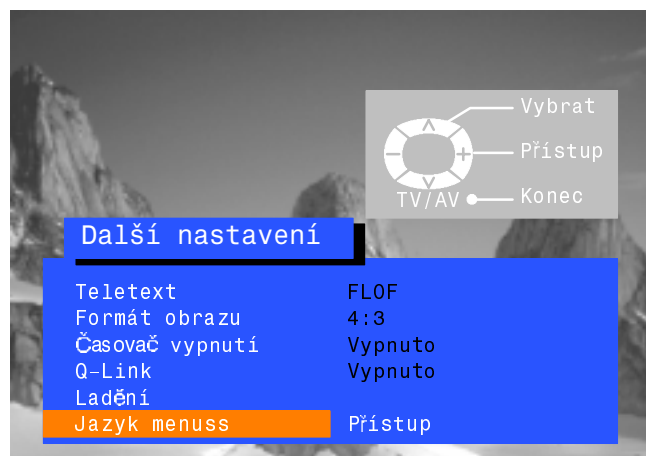 Vybrat
Přístup
TV/AV Konec
Další nastavení
Teletext FLOF
Formát obrazu 4:3
Časovač vypnutí Vypnuto
Q-Link Vypnuto
Ladění
Jazyk menuss Přístup